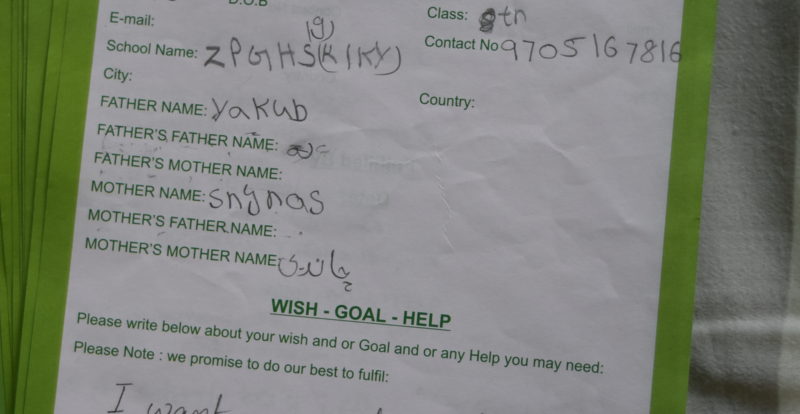 D.O.B
E-mail:
Class: 8th
School Name: ZPGHS(g)(KIKY)
Contact No 9705167816
City:
Country:
FATHER NAME: Yakub
FATHER'S FATHER NAME:
FATHER'S MOTHER NAME:
MOTHER NAME: Snynas
MOTHER'S FATHER NAME:
MOTHER'S MOTHER NAME: چاندی
WISH - GOAL - HELP
Please write below about your wish and or Goal and or any Help you may need:
Please Note : we promise to do our best to fulfil:
I want